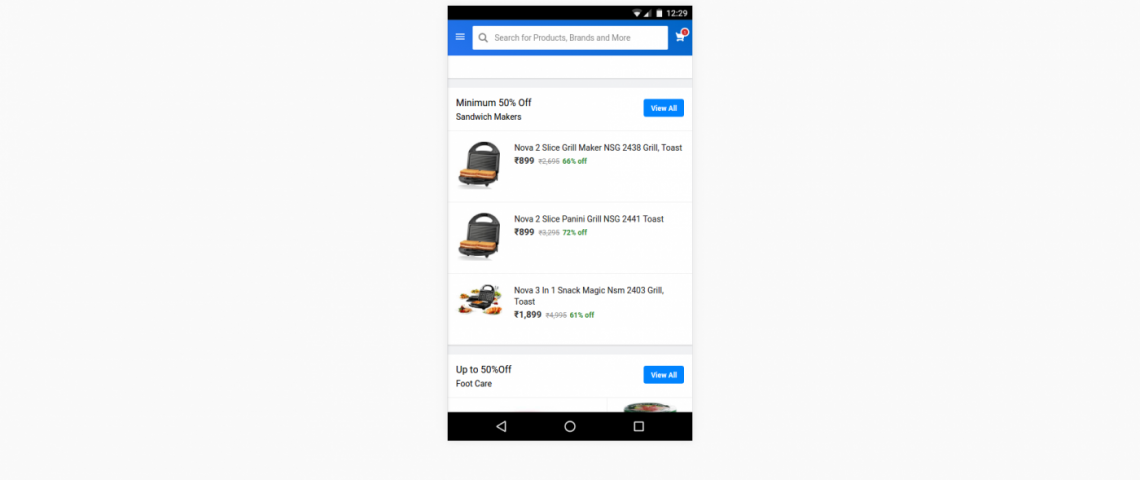 12:29
Search for Products, Brands and More
Minimum 50% Off
View All
Sandwich Makers
Nova 2 Slice Grill Maker NSG 2438 Grill, Toast
₹899 ₹2,695 66% off
Nova 2 Slice Panini Grill NSG 2441 Toast
₹899 ₹3,295 72% off
Nova 3 In 1 Snack Magic Nsm 2403 Grill,
Toast
₹1,899 ₹4,995 61% off
Up to 50%Off
View All
Foot Care